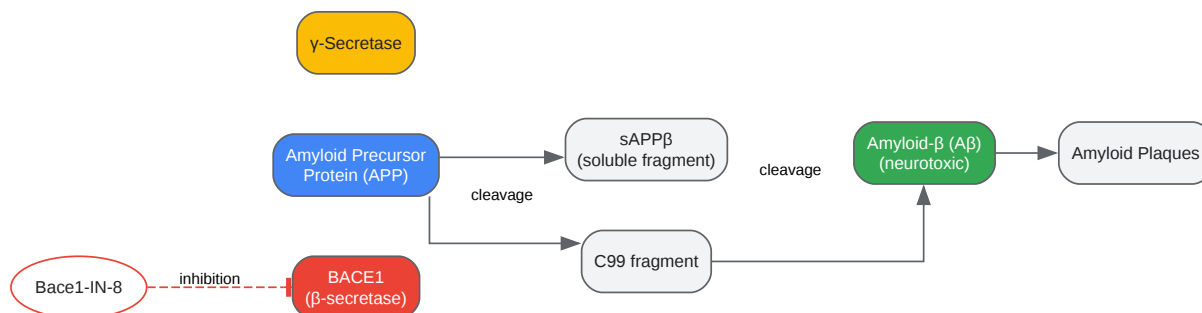 γ-Secretase
Amyloid Precursor
Protein (APP)
sAPPβ
(soluble fragment)
cleavage
cleavage
Amyloid-β (Aβ)
(neurotoxic)
Amyloid Plaques
C99 fragment
Bace1-IN-8
inhibition
BACE1
(β-secretase)